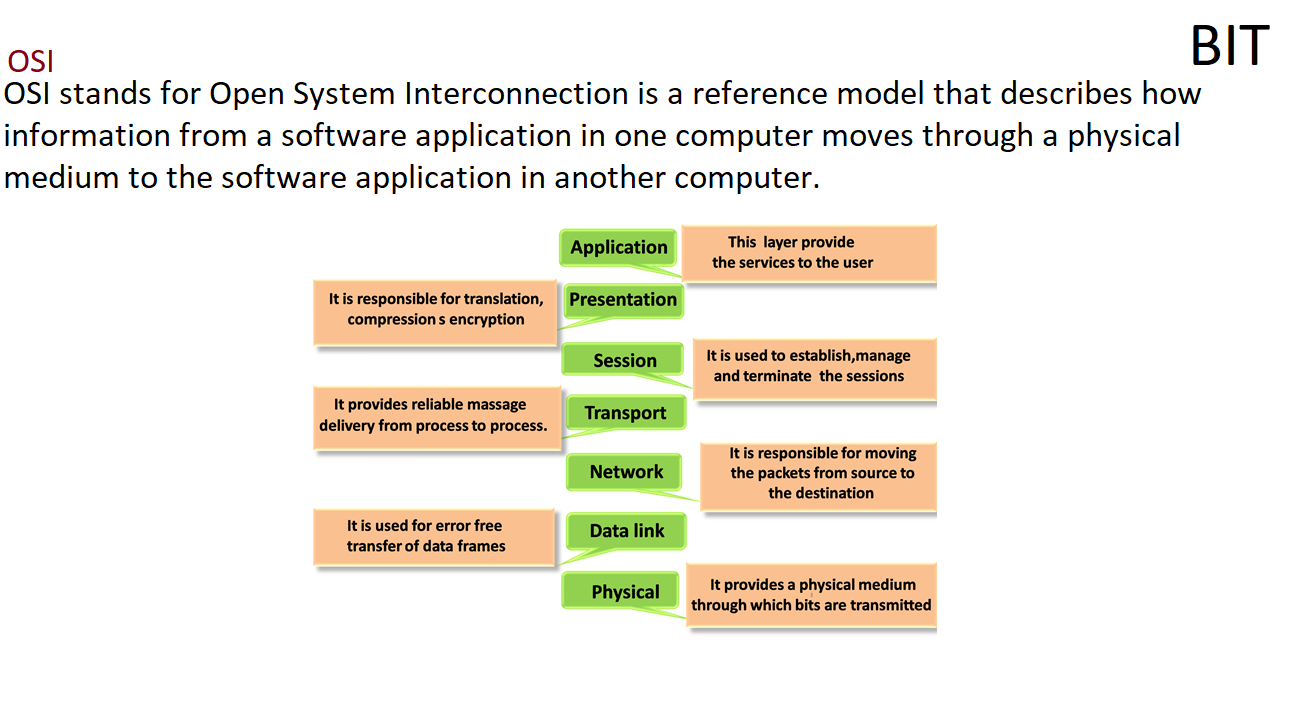 BIT
OSI
OSI stands for Open System Interconnection is a reference model that describes how
information from a software application in one computer moves through a physical
medium to the software application in another computer.
Application
This layer provide
the services to the user
Presentation
It is responsible for translation,
compression s encryption
Session
It is used to establish,manage
and terminate the sessions
Transport
It provides reliable massage
delivery from process to process.
Network
It is responsible for moving
the packets from source to
the destination
Data link
It is used for error free
transfer of data frames
Physical
It provides a physical medium
through which bits are transmitted